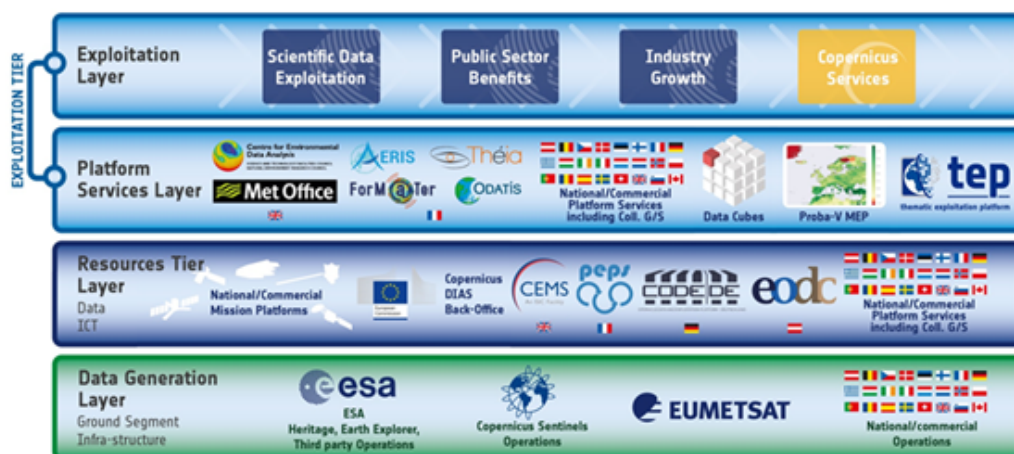 EXPLOITATION TIER
Exploitation
Layer
Scientific Data
Exploitation
Public Sector
Benefits
Industry
Growth
Copernicus
Services
Platform
Services Layer
Centre for Environmental
Data Analysis
Met Office
AERIS
Théia
ForM@Ter
ODATIS
National/Commercial
Platform Services
including Coll. G/S
Data Cubes
Proba-V MEP
tep
thematic exploitation platform
Resources Tier
Layer
Data
ICT
National/Commercial
Mission Platforms
European
Commission
Copernicus
DIAS
Back-Office
CEMS
peps
CODEDE
eodc
National/Commercial
Platform Services
including Coll. G/S
Data Generation
Layer
Ground Segment
Infra-structure
esa
ESA
Heritage, Earth Explorer,
Third party Operations
Copernicus Sentinels
Operations
EUMETSAT
National/commercial
Operations